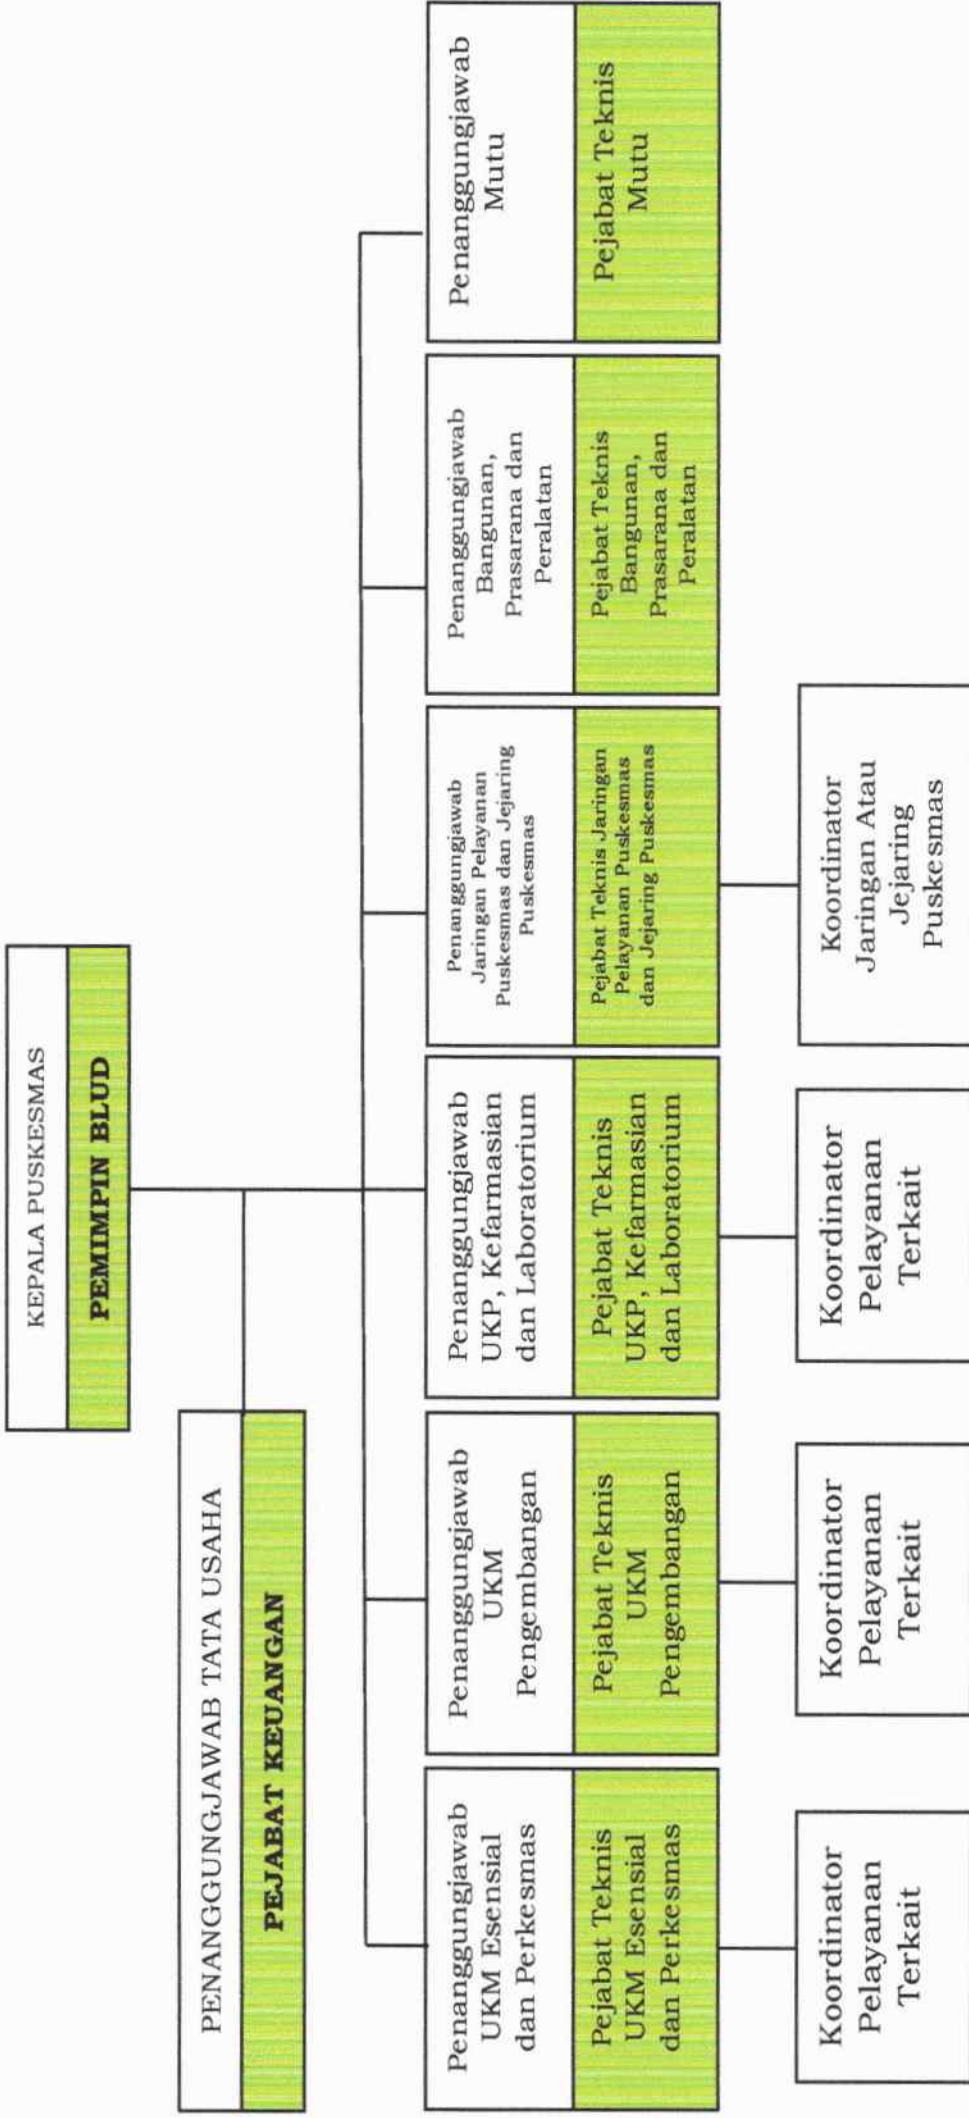 KEPALA PUSKESMAS
PEMIMPIN BLUD
PENANGGUNGJAWAB TATA USAHA
PEJABAT KEUANGAN
Penanggungjawab
UKM Esensial
dan Perkesmas
Pejabat Teknis
UKM Esensial
dan Perkesmas
Penanggungjawab
UKM
Pengembangan
Pejabat Teknis
UKM
Pengembangan
Penanggungjawab
UKP, Kefarmasian
dan Laboratorium
Pejabat Teknis
UKP, Kefarmasian
dan Laboratorium
Penanggungjawab
Jaringan Pelayanan
Puskesmas dan Jejaring
Puskesmas
Pejabat Teknis Jaringan
Pelayanan Puskesmas
dan Jejaring Puskesmas
Penanggungjawab
Bangunan,
Prasarana dan
Peralatan
Pejabat Teknis
Bangunan,
Prasarana dan
Peralatan
Penanggungjawab
Mutu
Pejabat Teknis
Mutu
Koordinator
Pelayanan
Terkait
Koordinator
Pelayanan
Terkait
Koordinator
Pelayanan
Terkait
Koordinator
Jaringan Atau
Jejaring
Puskesmas